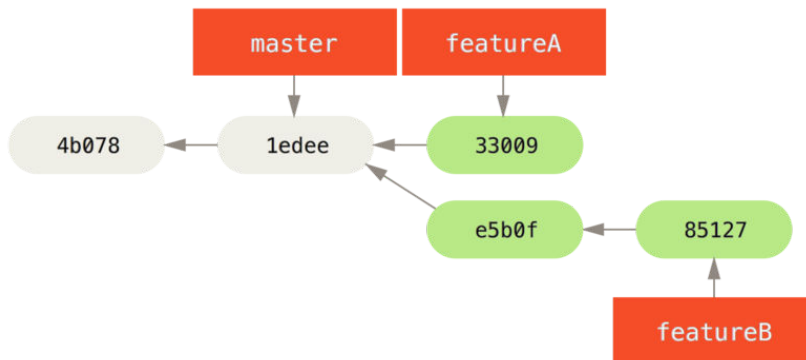 master
featureA
4b078
1edee
33009
e5b0f
85127
featureB